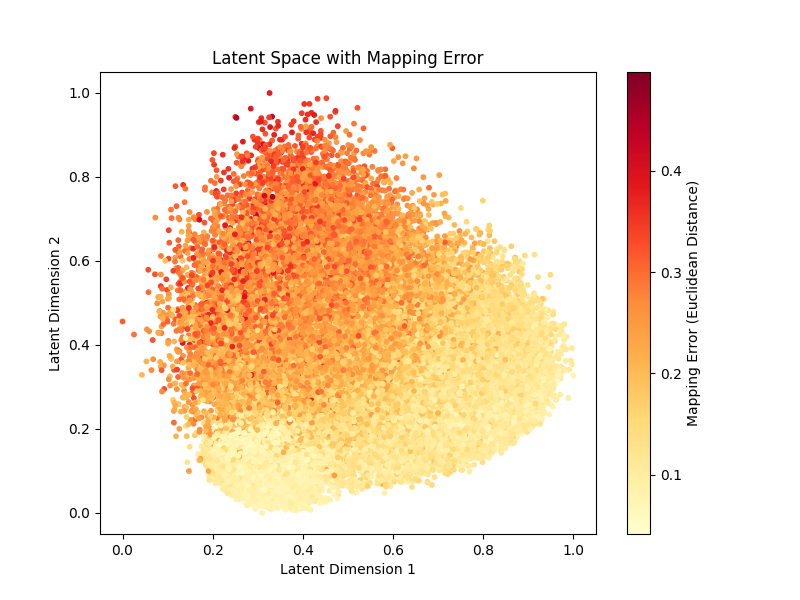 Latent Space with Mapping Error
1.0
0.8
0.6
0.4
0.2
0.0
Latent Dimension 2
0.0 0.2 0.4 0.6 0.8 1.0
Latent Dimension 1
0.4
0.3
0.2
0.1
Mapping Error (Euclidean Distance)